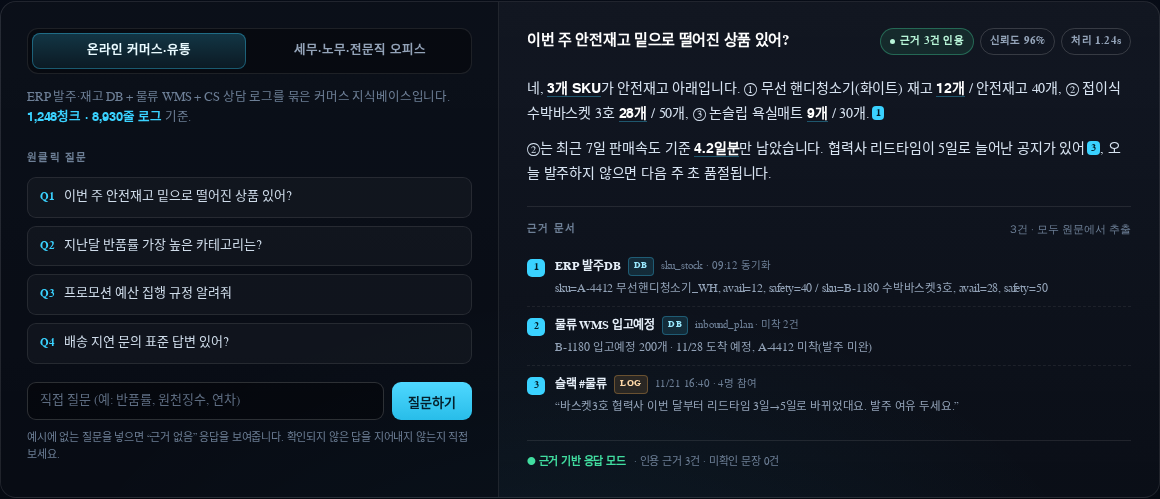 온라인 커머스·유통
세무·노무·전문직 오피스
ERP 발주·재고 DB + 물류 WMS + CS 상담 로그를 묶은 커머스 지식베이스입니다.
1,248청크 · 8,930줄 로그 기준.
원클릭 질문
Q1 이번 주 안전재고 밑으로 떨어진 상품 있어?
Q2 지난달 반품률 가장 높은 카테고리는?
Q3 프로모션 예산 집행 규정 알려줘
Q4 배송 지연 문의 표준 답변 있어?
직접 질문 (예: 반품률, 원천징수, 연차)
질문하기
예시에 없는 질문을 넣으면 “근거 없음” 응답을 보여줍니다. 확인되지 않은 답을 지어내지 않는지 직접
보세요.
이번 주 안전재고 밑으로 떨어진 상품 있어?
● 근거 3건 인용
신뢰도 96%
처리 1.24s
네, 3개 SKU가 안전재고 아래입니다. ① 무선 핸디청소기(화이트) 재고 12개 / 안전재고 40개, ② 접이식
수박바스켓 3호 28개 / 50개, ③ 논슬립 욕실매트 9개 / 30개. 1
②는 최근 7일 판매속도 기준 4.2일분만 남았습니다. 협력사 리드타임이 5일로 늘어난 공지가 있어 3, 오
늘 발주하지 않으면 다음 주 초 품절됩니다.
근거 문서
3건 · 모두 원문에서 추출
1 ERP 발주DB DB sku_stock · 09:12 동기화
sku=A-4412 무선핸디청소기_WH, avail=12, safety=40 / sku=B-1180 수박바스켓3호, avail=28, safety=50
2 물류 WMS 입고예정 DB inbound_plan · 미착 2건
B-1180 입고예정 200개 · 11/28 도착 예정, A-4412 미착(발주 미완)
3 슬랙 #물류 LOG 11/21 16:40 · 4명 참여
“바스켓3호 협력사 이번 달부터 리드타임 3일→5일로 바뀌었대요. 발주 여유 두세요.”
● 근거 기반 응답 모드 · 인용 근거 3건 · 미확인 문장 0건